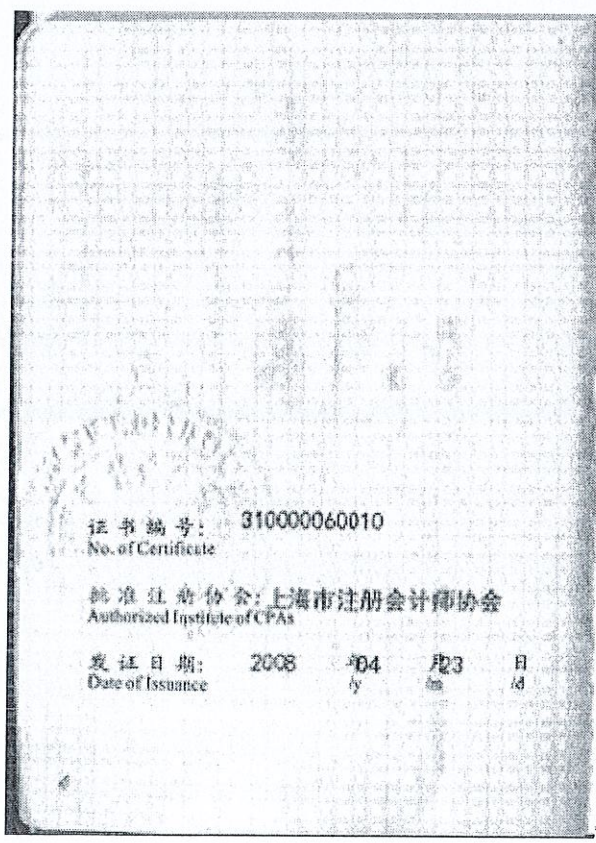 证书编号: 310000060010
No. of Certificate
批准注册协会: 上海市注册会计师协会
Authorized Institute of CPAs
发证日期: 2008 年 04 月 23 日
Date of Issuance /y /m /d